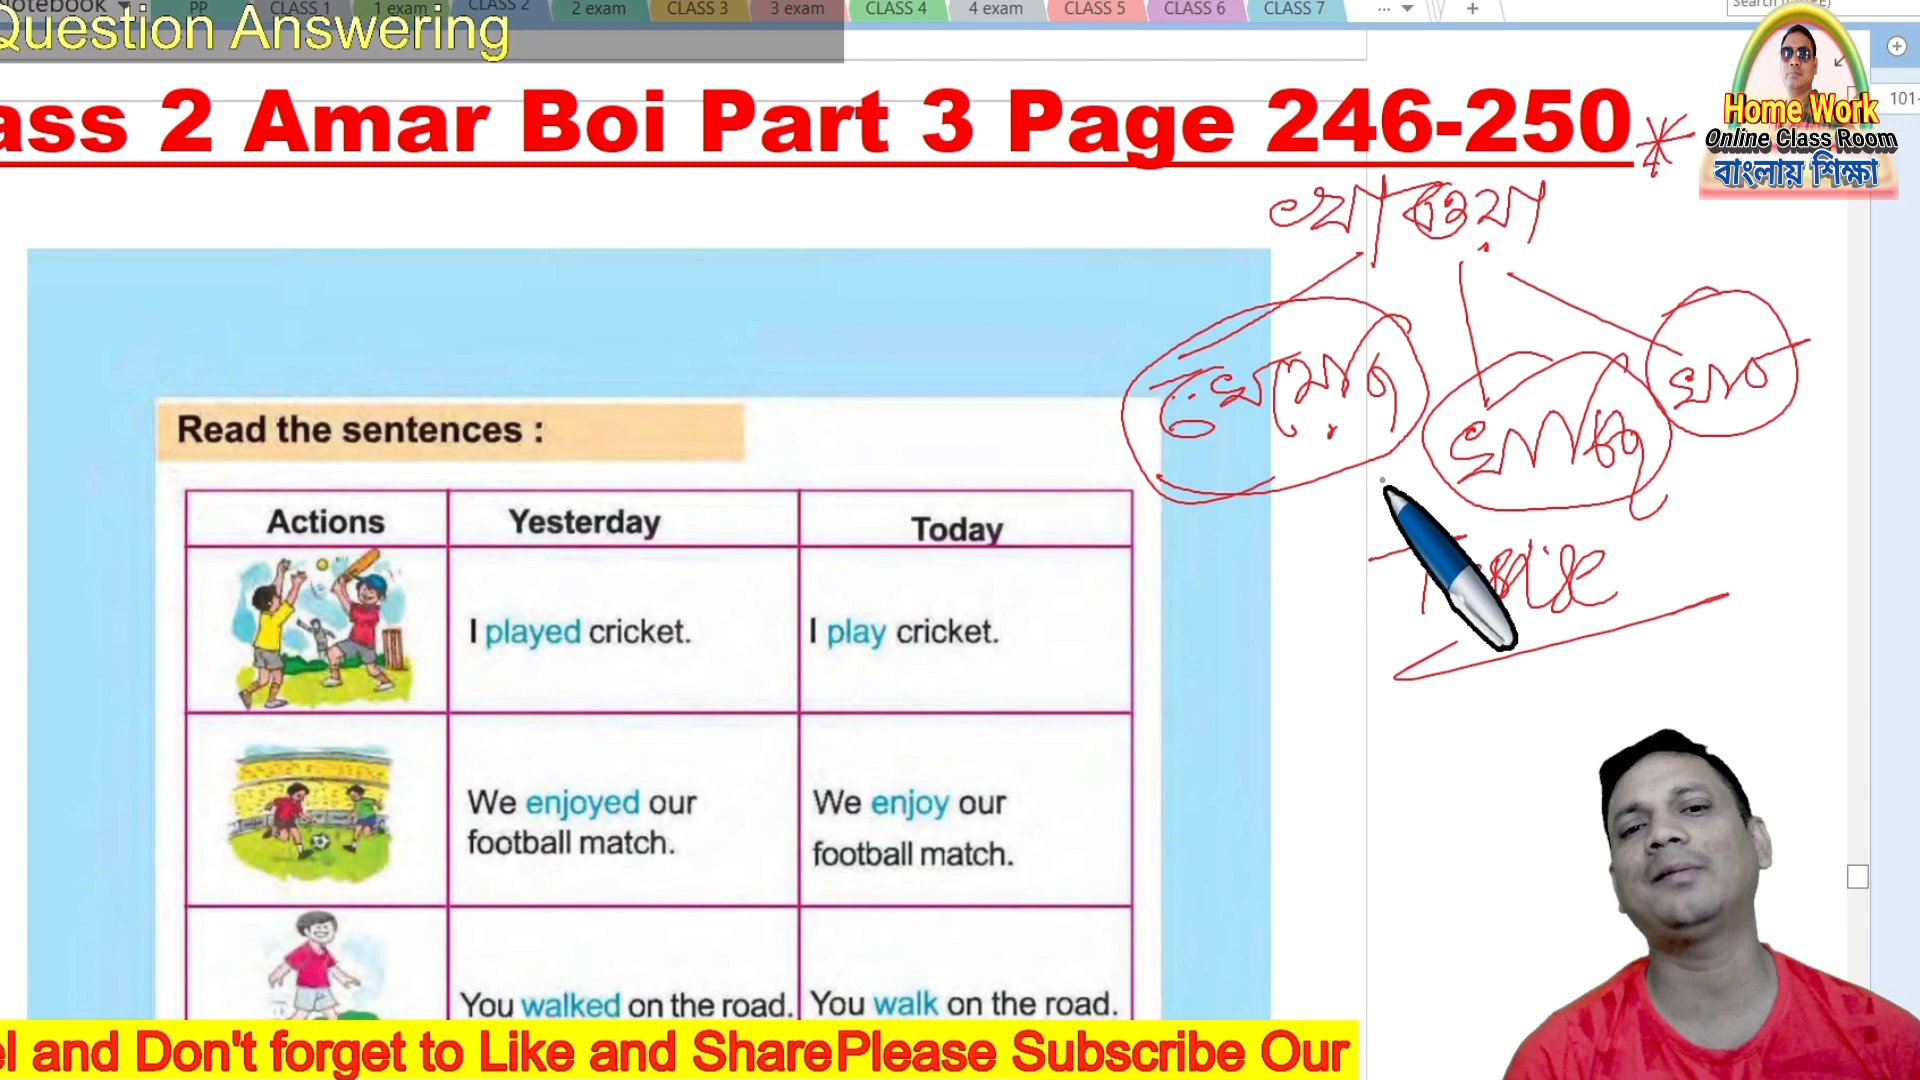 Notebook PP CLASS 1 1 exam CLASS 2 2 exam CLASS 3 3 exam CLASS 4 4 exam CLASS 5 CLASS 6 CLASS 7 ... +
Question Answering
ass 2 Amar Boi Part 3 Page 246-250
Home Work
Online Class Room
বাংলায় শিক্ষা
101-
Read the sentences :
Actions Yesterday Today
I played cricket. I play cricket.
We enjoyed our We enjoy our
football match. football match.
You walked on the road. You walk on the road.
el and Don't forget to Like and Share Please Subscribe Our